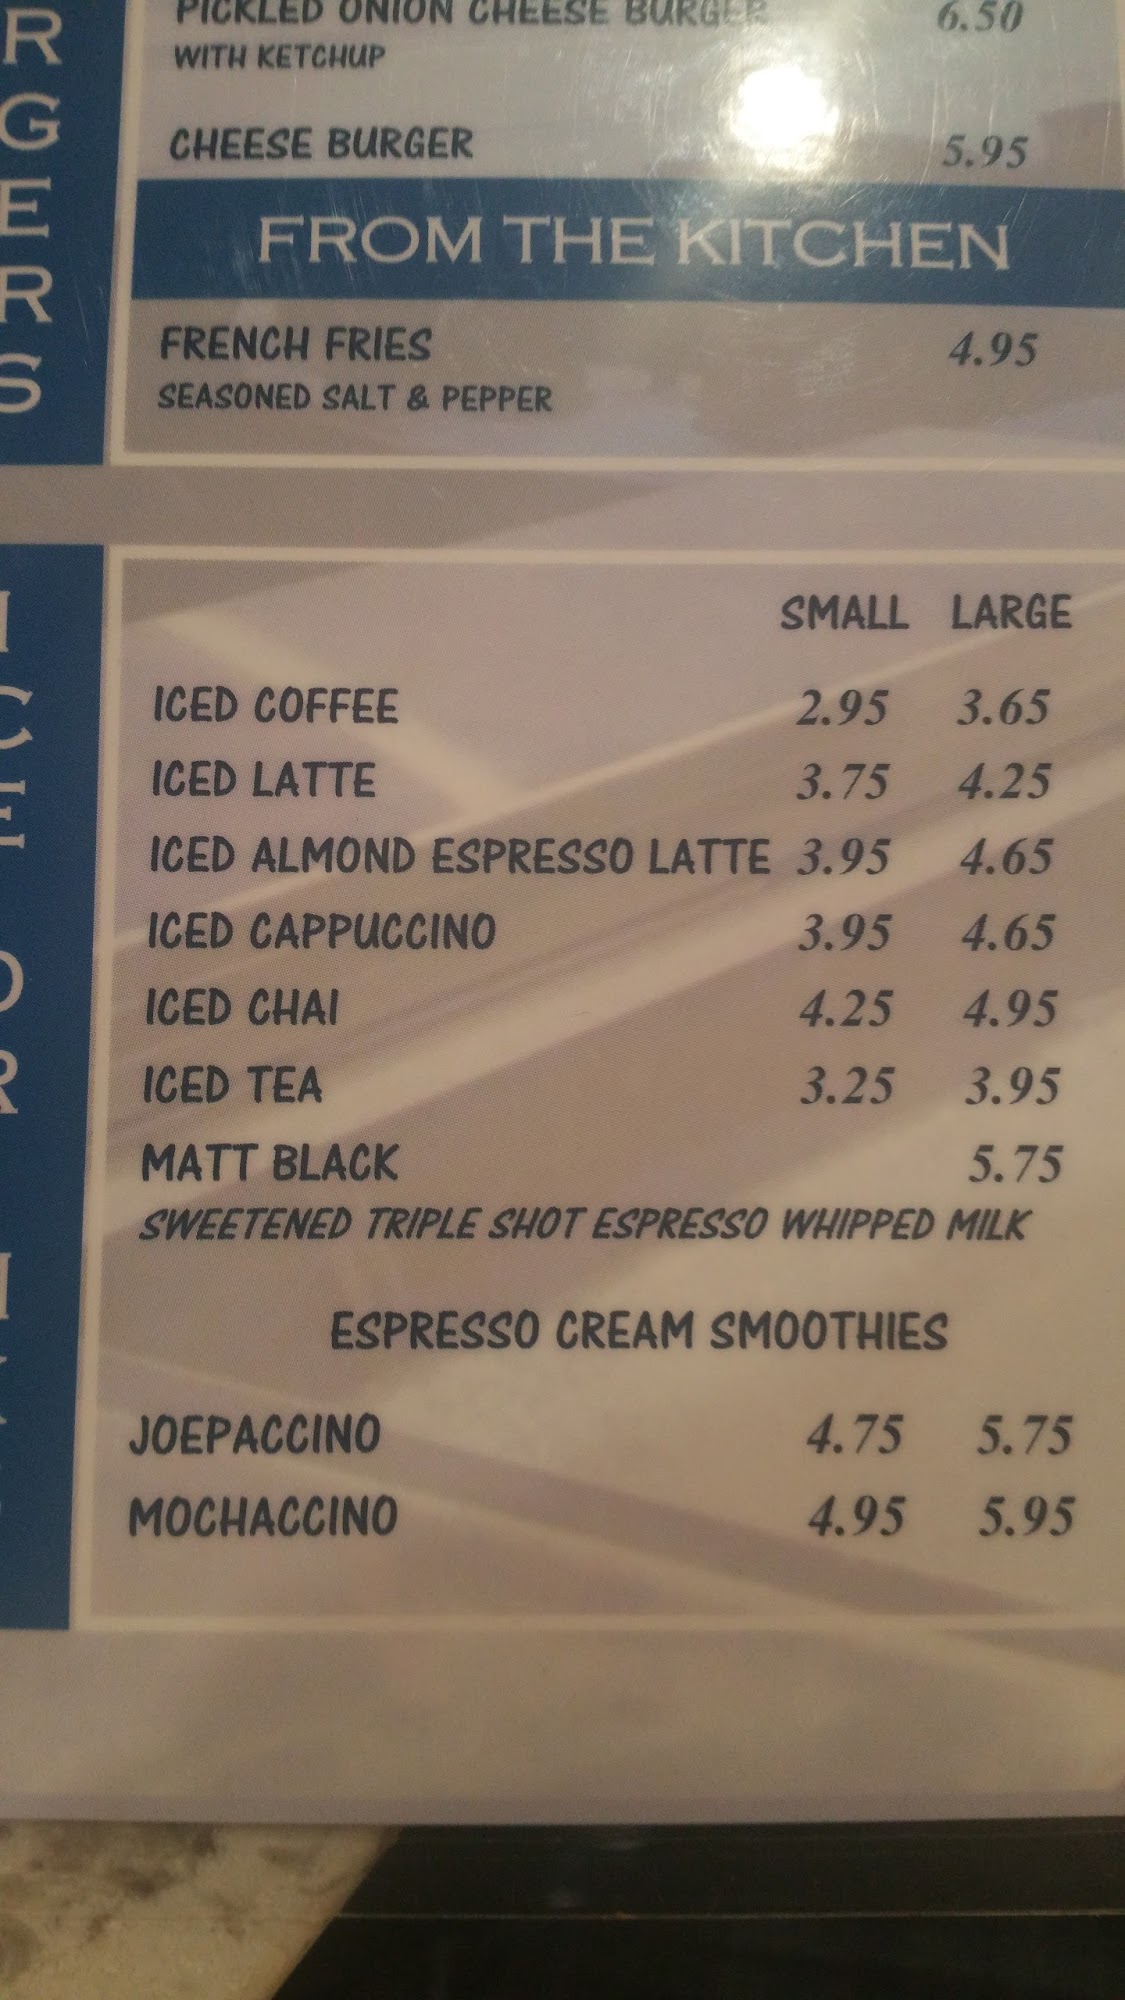 PICKLED ONION CHEESE BURGER 6.50
WITH KETCHUP
CHEESE BURGER 5.95
FROM THE KITCHEN
FRENCH FRIES 4.95
SEASONED SALT & PEPPER
R
G
E
R
S
SMALL LARGE
ICED COFFEE 2.95 3.65
ICED LATTE 3.75 4.25
ICED ALMOND ESPRESSO LATTE 3.95 4.65
ICED CAPPUCCINO 3.95 4.65
ICED CHAI 4.25 4.95
ICED TEA 3.25 3.95
MATT BLACK 5.75
SWEETENED TRIPLE SHOT ESPRESSO WHIPPED MILK
ESPRESSO CREAM SMOOTHIES
JOEPACCINO 4.75 5.75
MOCHACCINO 4.95 5.95
I
C
E
O
R